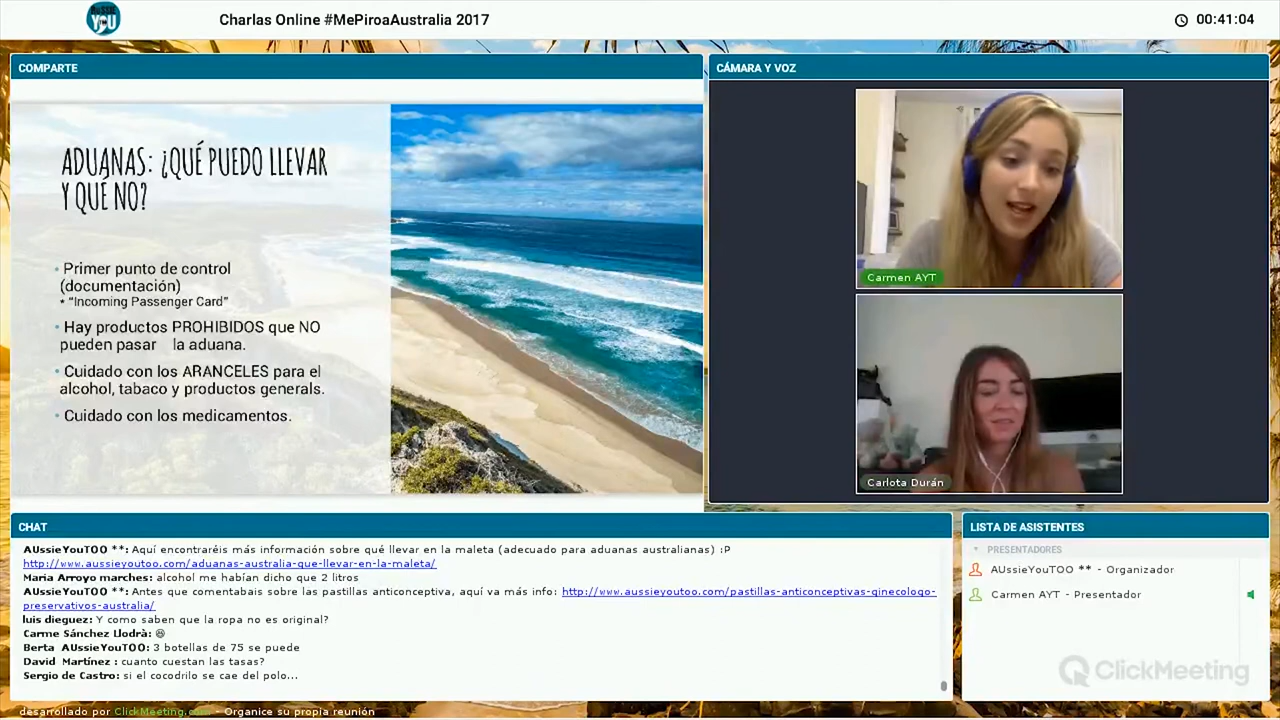 AUSSIE
YOU
TOO
Charlas Online #MePiroaAustralia 2017
00:41:04
COMPARTE
CÁMARA Y VOZ
ADUANAS: ¿QUÉ PUEDO LLEVAR
Y QUÉ NO?
• Primer punto de control
(documentación)
* “Incoming Passenger Card”
• Hay productos PROHIBIDOS que NO
pueden pasar la aduana.
• Cuidado con los ARANCELES para el
alcohol, tabaco y productos generals.
• Cuidado con los medicamentos.
Carmen AYT
Carlota Durán
CHAT
AUssieYouTOO **: Aquí encontraréis más información sobre qué llevar en la maleta (adecuado para aduanas australianas) :P
http://www.aussieyoutoo.com/aduanas-australia-que-llevar-en-la-maleta/
Maria Arroyo marches: alcohol me habían dicho que 2 litros
AUssieYouTOO **: Antes que comentabais sobre las pastillas anticonceptiva, aquí va más info: http://www.aussieyoutoo.com/pastillas-anticonceptivas-ginecologo-
preservativos-australia/
luis dieguez: Y como saben que la ropa no es original?
Carme Sánchez Llodrà: 😆
Berta AUssieYouTOO: 3 botellas de 75 se puede
David Martínez : cuanto cuestan las tasas?
Sergio de Castro: si el cocodrilo se cae del polo...
LISTA DE ASISTENTES
PRESENTADORES
AUssieYouTOO ** - Organizador
Carmen AYT - Presentador
ClickMeeting
desarrollado por ClickMeeting.com - Organice su propia reunión